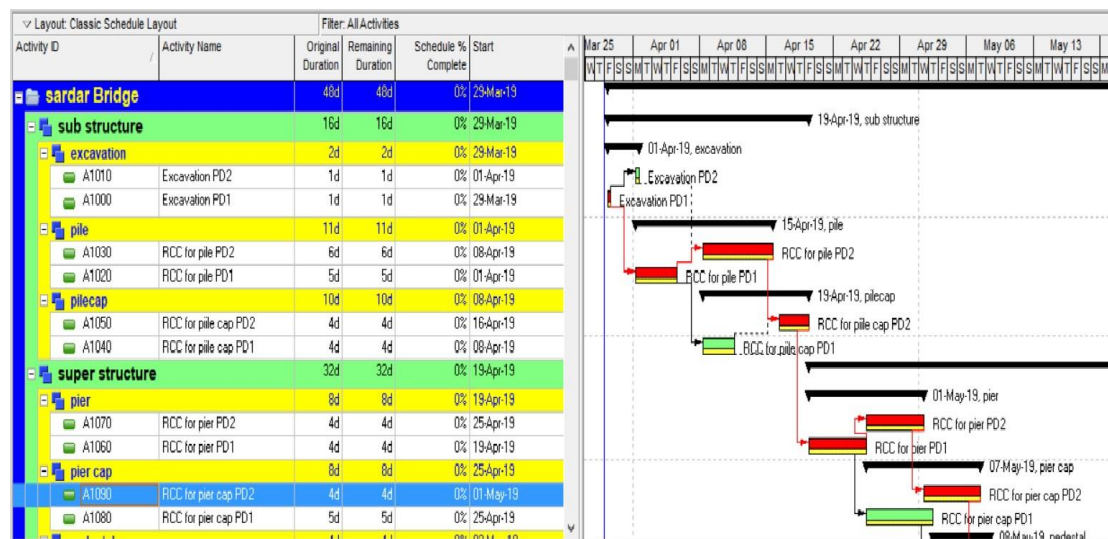 Layout: Classic Schedule Layout Filter: All Activities
Activity ID Activity Name Original Duration Remaining Duration Schedule % Complete Start Mar 25 Apr 01 Apr 08 Apr 15 Apr 22 Apr 29 May 06 May 13
W T F S S M T W T F S S M T W T F S S M T W T F S S M T W T F S S M T W T F S S M T W T F S S M T W T F S S M
sardar Bridge 48d 48d 0% 29-Mar-19
sub structure 16d 16d 0% 29-Mar-19 19-Apr-19, sub structure
excavation 2d 2d 0% 29-Mar-19 01-Apr-19, excavation
A1010 Excavation PD2 1d 1d 0% 01-Apr-19 Excavation PD2
A1000 Excavation PD1 1d 1d 0% 29-Mar-19 Excavation PD1
pile 11d 11d 0% 01-Apr-19 15-Apr-19, pile
A1030 RCC for pile PD2 6d 6d 0% 08-Apr-19 RCC for pile PD2
A1020 RCC for pile PD1 5d 5d 0% 01-Apr-19 RCC for pile PD1
pilecap 10d 10d 0% 08-Apr-19 19-Apr-19, pilecap
A1050 RCC for piile cap PD2 4d 4d 0% 16-Apr-19 RCC for piile cap PD2
A1040 RCC for piile cap PD1 4d 4d 0% 08-Apr-19 RCC for piile cap PD1
super structure 32d 32d 0% 19-Apr-19
pier 8d 8d 0% 19-Apr-19 01-May-19, pier
A1070 RCC for pier PD2 4d 4d 0% 25-Apr-19 RCC for pier PD2
A1060 RCC for pier PD1 4d 4d 0% 19-Apr-19 RCC for pier PD1
pier cap 8d 8d 0% 25-Apr-19 07-May-19, pier cap
A1090 RCC for pier cap PD2 4d 4d 0% 01-May-19 RCC for pier cap PD2
A1080 RCC for pier cap PD1 5d 5d 0% 25-Apr-19 RCC for pier cap PD1
08-May-19, pedestal